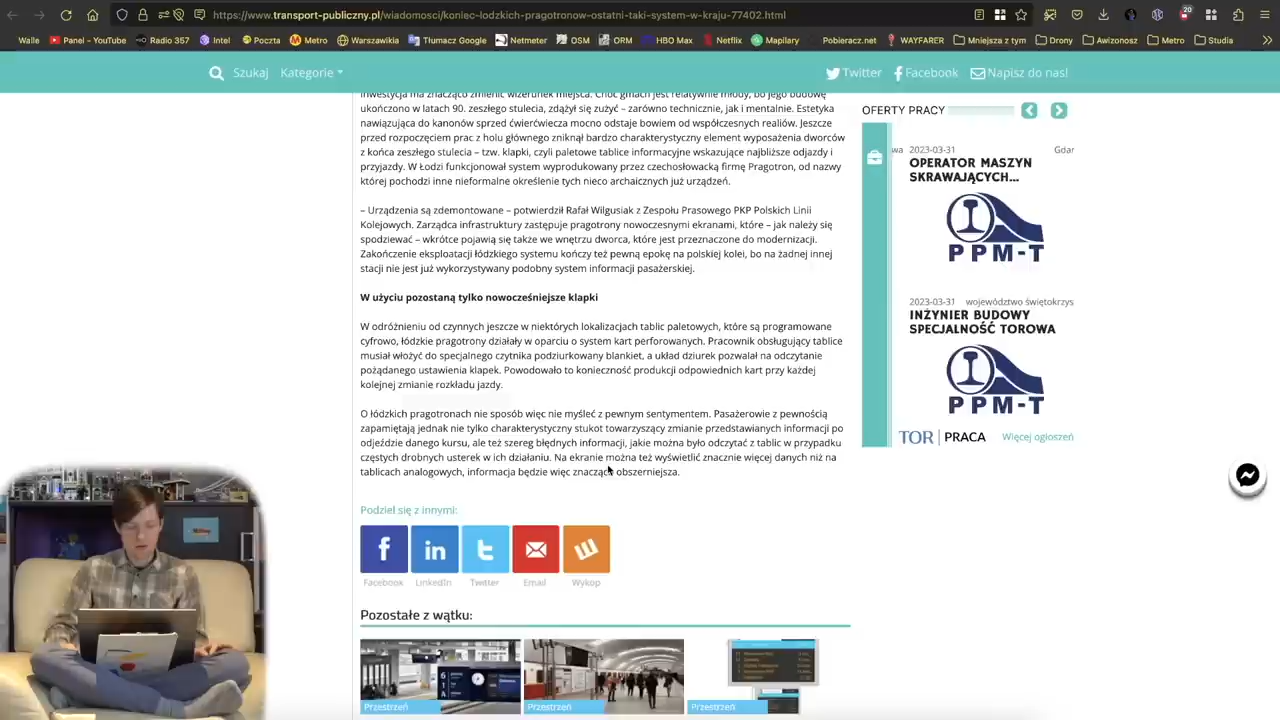 https://www.transport-publiczny.pl/wiadomosci/koniec-lodzkich-pragotronow-ostatni-taki-system-w-kraju-77402.html
20
Walle
Panel - YouTube
Radio 357
Intel
Poczta
Metro
Warszawikia
Tłumacz Google
Netmeter
OSM
ORM
HBO Max
Netflix
Mapilary
Pobieracz.net
WAYFARER
Mniejsza z tym
Drony
Awizonosz
Metro
Studia
Szukaj
Kategorie
Twitter
Facebook
Napisz do nas!
inwestycja ma znacząco zmienić wizerunek miejsca. Choć gmach jest relatywnie młody, bo jego budowę
ukończono w latach 90. zeszłego stulecia, zdążył się zużyć – zarówno technicznie, jak i mentalnie. Estetyka
nawiązująca do kanonów sprzed ćwierćwiecza mocno odstaje bowiem od współczesnych realiów. Jeszcze
przed rozpoczęciem prac z holu głównego zniknął bardzo charakterystyczny element wyposażenia dworców
z końca zeszłego stulecia – tzw. klapki, czyli paletowe tablice informacyjne wskazujące najbliższe odjazdy i
przyjazdy. W Łodzi funkcjonował system wyprodukowany przez czechosłowacką firmę Pragotron, od nazwy
której pochodzi inne nieformalne określenie tych nieco archaicznych już urządzeń.
– Urządzenia są zdemontowane – potwierdził Rafał Wilgusiak z Zespołu Prasowego PKP Polskich Linii
Kolejowych. Zarządca infrastruktury zastępuje pragotrony nowoczesnymi ekranami, które – jak należy się
spodziewać – wkrótce pojawią się także we wnętrzu dworca, które jest przeznaczone do modernizacji.
Zakończenie eksploatacji łódzkiego systemu kończy też pewną epokę na polskiej kolei, bo na żadnej innej
stacji nie jest już wykorzystywany podobny system informacji pasażerskiej.
W użyciu pozostaną tylko nowocześniejsze klapki
W odróżnieniu od czynnych jeszcze w niektórych lokalizacjach tablic paletowych, które są programowane
cyfrowo, łódzkie pragotrony działały w oparciu o system kart perforowanych. Pracownik obsługujący tablice
musiał włożyć do specjalnego czytnika podziurkowany blankiet, a układ dziurek pozwalał na odczytanie
pożądanego ustawienia klapek. Powodowało to konieczność produkcji odpowiednich kart przy każdej
kolejnej zmianie rozkładu jazdy.
O łódzkich pragotronach nie sposób więc nie myśleć z pewnym sentymentem. Pasażerowie z pewnością
zapamiętają jednak nie tylko charakterystyczny stukot towarzyszący zmianie przedstawianych informacji po
odjeździe danego kursu, ale też szereg błędnych informacji, jakie można było odczytać z tablic w przypadku
częstych drobnych usterek w ich działaniu. Na ekranie można też wyświetlić znacznie więcej danych niż na
tablicach analogowych, informacja będzie więc znacząco obszerniejsza.
Podziel się z innymi:
Facebook
LinkedIn
Twitter
Email
Wykop
Pozostałe z wątku:
Przestrzeń
Przestrzeń
Przestrzeń
OFERTY PRACY
wa 2023-03-31 Gdar
OPERATOR MASZYN
SKRAWAJĄCYCH...
PPM-T
2023-03-31 województwo świętokrzys
INŻYNIER BUDOWY
SPECJALNOŚĆ TOROWA
PPM-T
TOR | PRACA
Więcej ogłoszeń